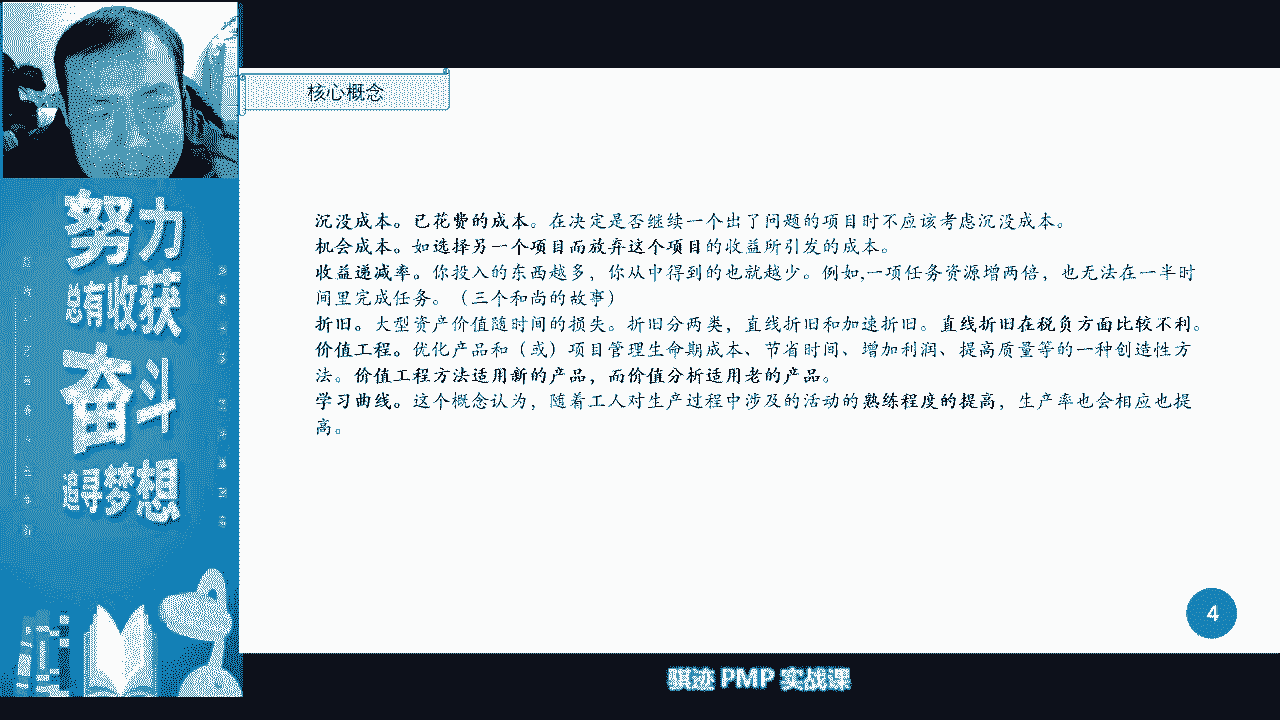 核心概念
努力
总有收获
奋斗
追寻梦想
沉没成本。已花费的成本。在决定是否继续一个出了问题的项目时不应该考虑沉没成本。
机会成本。如选择另一个项目而放弃这个项目的收益所引发的成本。
收益递减率。你投入的东西越多，你从中得到的也就越少。例如,一项任务资源增两倍，也无法在一半时
间里完成任务。（三个和尚的故事）
折旧。大型资产价值随时间的损失。折旧分两类，直线折旧和加速折旧。直线折旧在税负方面比较不利。
价值工程。优化产品和（或）项目管理生命期成本、节省时间、增加利润、提高质量等的一种创造性方
法。价值工程方法适用新的产品，而价值分析适用老的产品。
学习曲线。这个概念认为，随着工人对生产过程中涉及的活动的熟练程度的提高，生产率也会相应也提
高。
4
骐迹 PMP 实战课